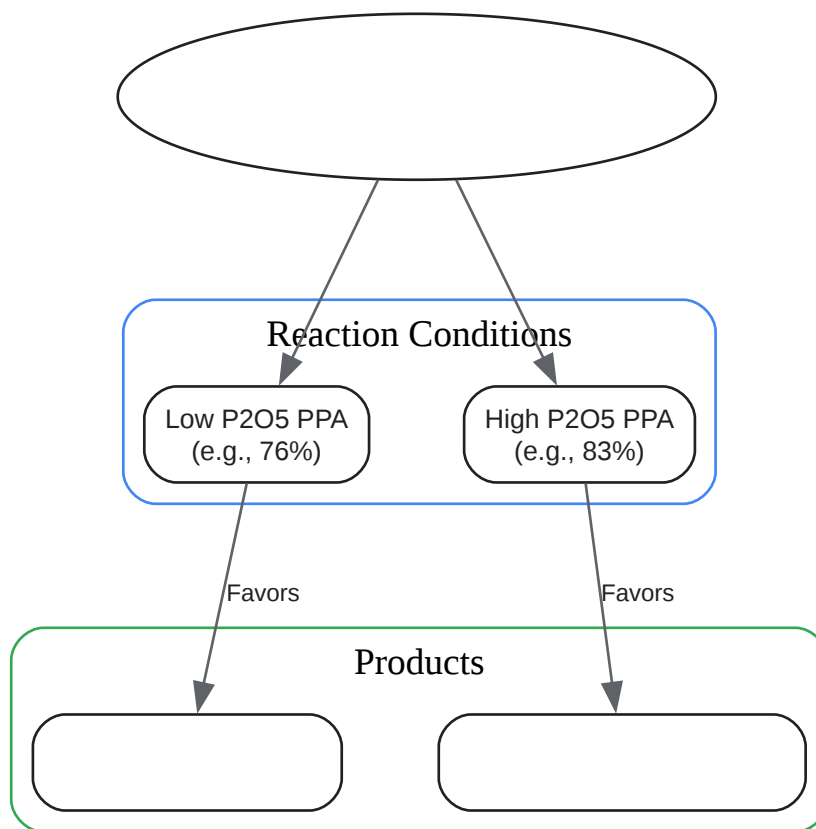 Reaction Conditions
Low P2O5 PPA
(e.g., 76%)
High P2O5 PPA
(e.g., 83%)
Favors
Favors
Products